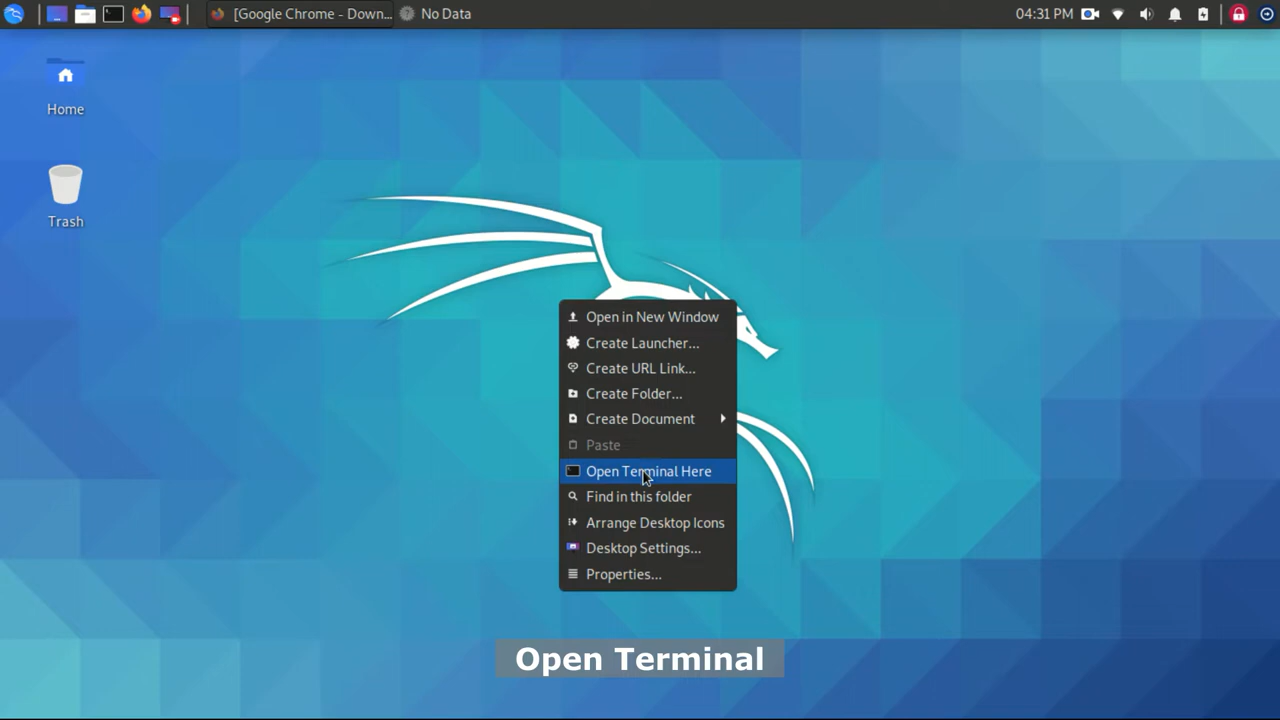 [Google Chrome - Down... No Data 04:31 PM
Home
Trash
Open in New Window
Create Launcher...
Create URL Link...
Create Folder...
Create Document
Paste
Open Terminal Here
Find in this folder
Arrange Desktop Icons
Desktop Settings...
Properties...
Open Terminal